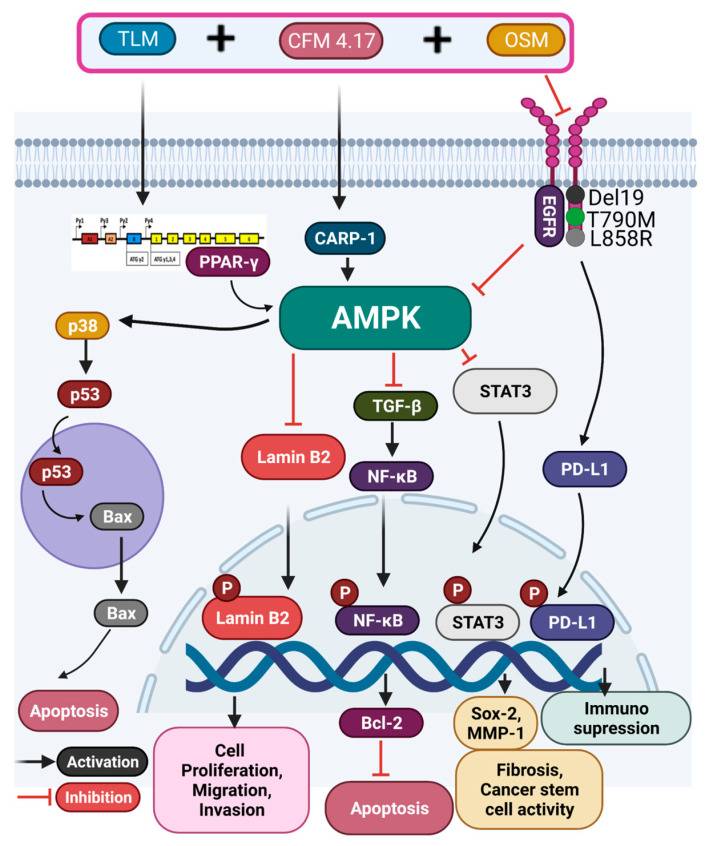 TLM + CFM 4.17 + OSM
EGFR
Del19
T790M
L858R
Py1 Py3 Py2 Py4
A1 A2
ATG γ2 ATG γ1,3,4
PPAR-γ
CARP-1
AMPK
p38
p53
p53
Bax
Bax
Apoptosis
Lamin B2
TGF-β
NF-κB
STAT3
PD-L1
P
Lamin B2
P
NF-κB
P
STAT3
P
PD-L1
Cell
Proliferation,
Migration,
Invasion
Bcl-2
Apoptosis
Sox-2,
MMP-1
Fibrosis,
Cancer stem
cell activity
Immuno
supression
Activation
Inhibition